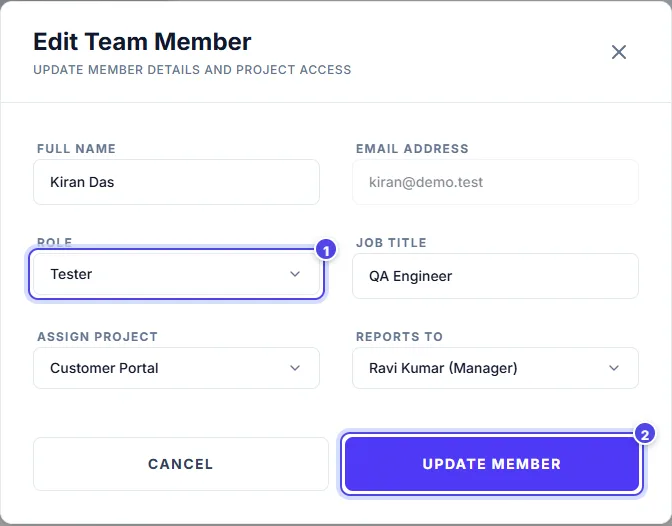 Edit Team Member
UPDATE MEMBER DETAILS AND PROJECT ACCESS
FULL NAME
Kiran Das
EMAIL ADDRESS
kiran@demo.test
ROLE
1
Tester
JOB TITLE
QA Engineer
ASSIGN PROJECT
Customer Portal
REPORTS TO
Ravi Kumar (Manager)
CANCEL
2
UPDATE MEMBER